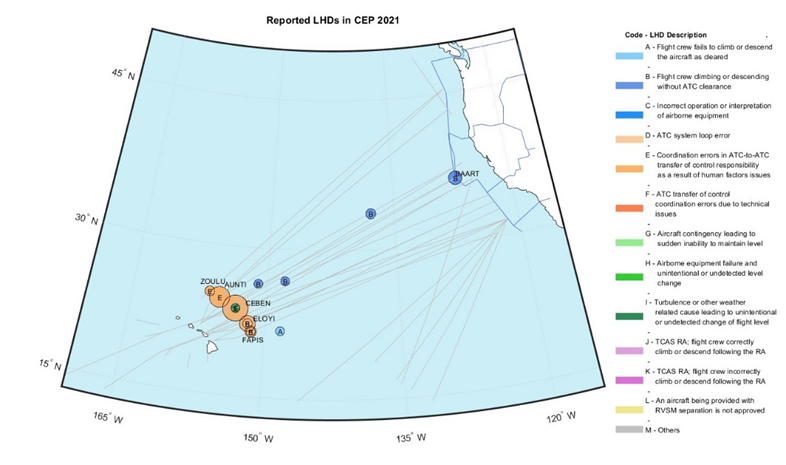 Reported LHDs in CEP 2021
Code - LHD Description
A - Flight crew fails to climb or descend
the aircraft as cleared
B - Flight crew climbing or descending
without ATC clearance
C - Incorrect operation or interpretation
of airborne equipment
D - ATC system loop error
E - Coordination errors in ATC-to-ATC
transfer of control responsibility
as a result of human factors issues
F - ATC transfer of control
coordination errors due to technical
issues
G - Aircraft contingency leading to
sudden inability to maintain level
H - Airborne equipment failure and
unintentional or undetected level
change
I - Turbulence or other weather
related cause leading to unintentional
or undetected change of flight level
J - TCAS RA; flight crew correctly
climb or descend following the RA
K - TCAS RA; flight crew incorrectly
climb or descend following the RA
L - An aircraft being provided with
RVSM separation is not approved
M - Others
45° N
30° N
15° N
165° W
150° W
135° W
120° W
BAART
B
B
ZOULU
AUNTI
B
B
E
E
CEBEN
ELOYI
B
B
A
FAPIS